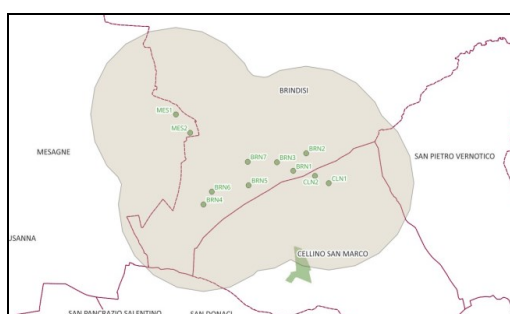 BRINDISI
MES1
MES2
MESAGNE
BRN2
SAN PIETRO VERNOTICO
BRN7
BRN3
BRN1
CLN2
CLN1
BRN5
BRN6
BRN4
USANNA
CELLINO SAN MARCO
SAN PANCRAZIO SALENTINO
SAN DONACI